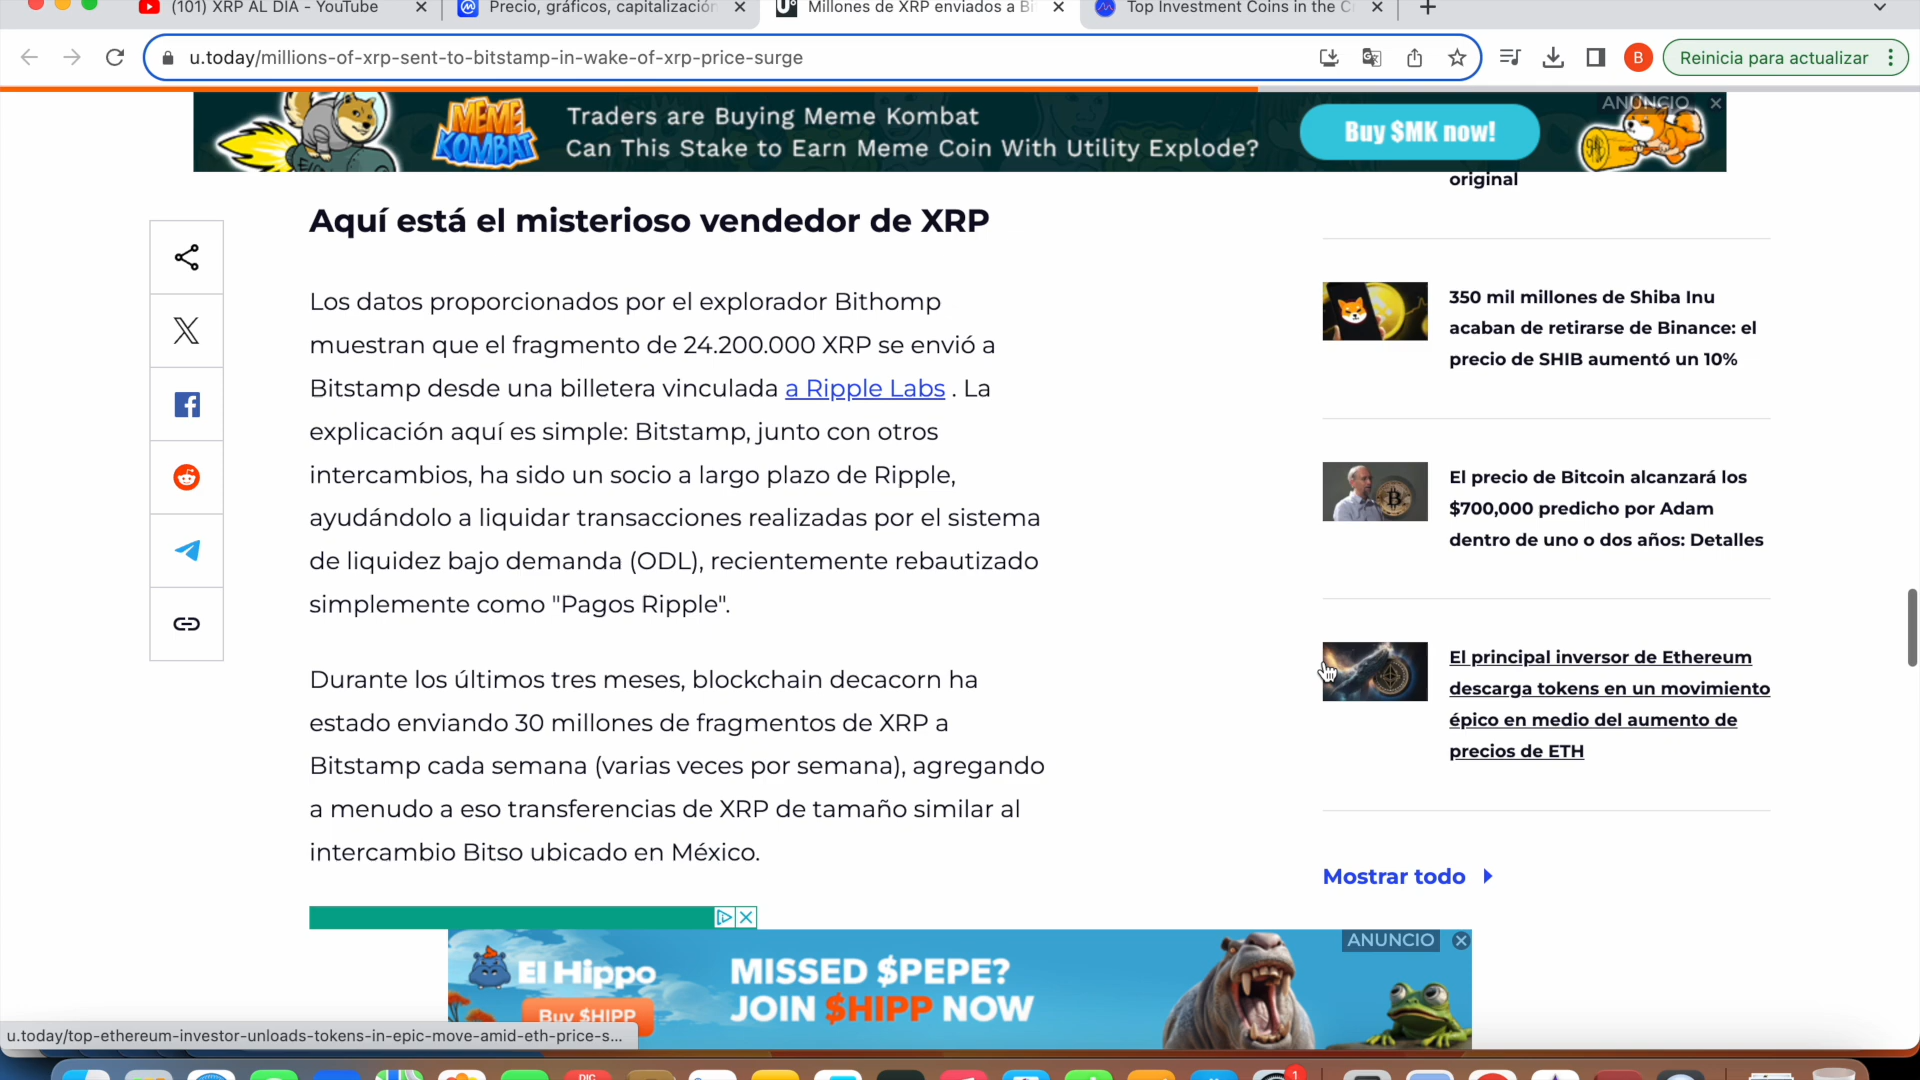 (101) XRP AL DIA - YouTube
Precio, gráficos, capitalización
Millones de XRP enviados a Bi
Top Investment Coins in the C
u.today/millions-of-xrp-sent-to-bitstamp-in-wake-of-xrp-price-surge
B
Reinicia para actualizar
MEME KOMBAT
Traders are Buying Meme Kombat
Can This Stake to Earn Meme Coin With Utility Explode?
Buy $MK now!
ANUNCIO
original
Aquí está el misterioso vendedor de XRP
Los datos proporcionados por el explorador Bithomp
muestran que el fragmento de 24.200.000 XRP se envió a
Bitstamp desde una billetera vinculada a Ripple Labs . La
explicación aquí es simple: Bitstamp, junto con otros
intercambios, ha sido un socio a largo plazo de Ripple,
ayudándolo a liquidar transacciones realizadas por el sistema
de liquidez bajo demanda (ODL), recientemente rebautizado
simplemente como "Pagos Ripple".
Durante los últimos tres meses, blockchain decacorn ha
estado enviando 30 millones de fragmentos de XRP a
Bitstamp cada semana (varias veces por semana), agregando
a menudo a eso transferencias de XRP de tamaño similar al
intercambio Bitso ubicado en México.
350 mil millones de Shiba Inu
acaban de retirarse de Binance: el
precio de SHIB aumentó un 10%
El precio de Bitcoin alcanzará los
$700,000 predicho por Adam
dentro de uno o dos años: Detalles
El principal inversor de Ethereum
descarga tokens en un movimiento
épico en medio del aumento de
precios de ETH
Mostrar todo
ANUNCIO
El Hippo
Buy $HIPP
MISSED $PEPE?
JOIN $HIPP NOW
u.today/top-ethereum-investor-unloads-tokens-in-epic-move-amid-eth-price-s...
DIC
1